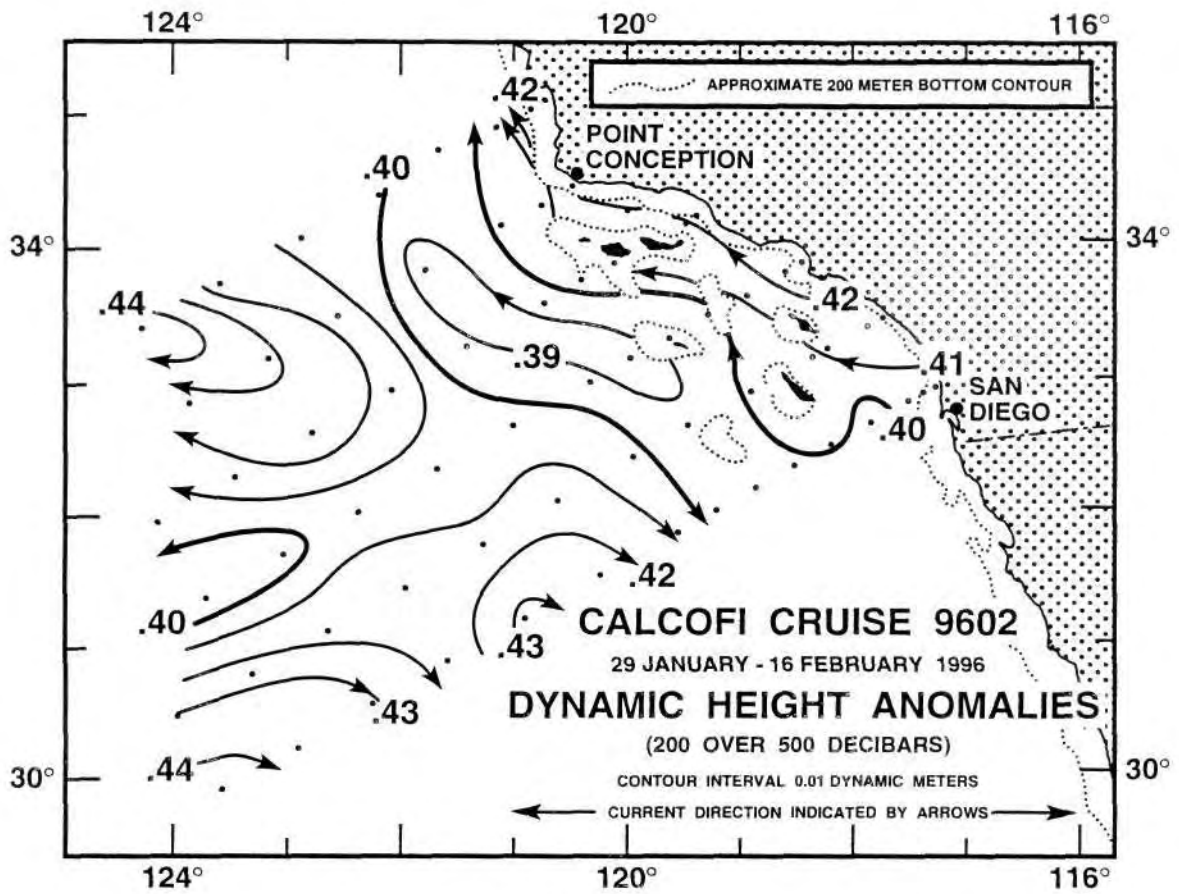 124° 120° 116°
APPROXIMATE 200 METER BOTTOM CONTOUR
.42
POINT
CONCEPTION
.40
34° 34°
.44
.42
.39
.41
SAN
DIEGO
.40
.42
.40
.43
CALCOFI CRUISE 9602
29 JANUARY - 16 FEBRUARY 1996
.43
DYNAMIC HEIGHT ANOMALIES
(200 OVER 500 DECIBARS)
.44
30° 30°
CONTOUR INTERVAL 0.01 DYNAMIC METERS
CURRENT DIRECTION INDICATED BY ARROWS
124° 120° 116°